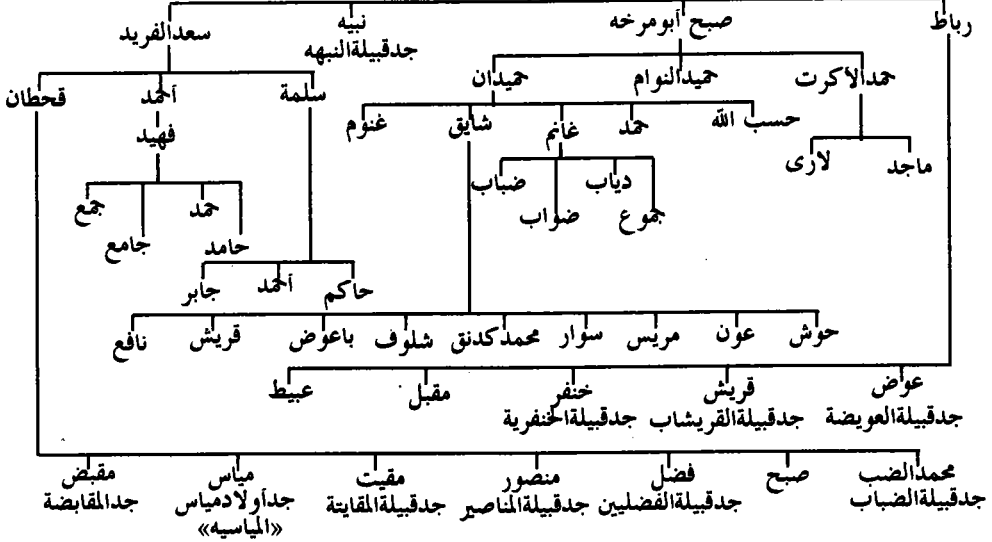 رباط
صبح أبومرخه
نبيه
جدقبيلةالنبهه
سعدالفريد
حمدالأكرت
حميدالنوام
حميدان
سلمة
أحمد
قحطان
حسب الله
حمد
غانم
شايق
غنوم
فهيد
ماجد
لارى
جموع
دياب
ضواب
ضباب
حامد
حمد
جامع
جمع
حاكم
أحمد
جابر
حوش
عون
مريس
سوار
محمدكدنق
شلوف
باعوض
قريش
نافع
عوض
جدقبيلةالعويضة
قريش
جدقبيلةالقريشاب
خنفر
جدقبيلةالخنفرية
مقبل
عبيط
محمدالضب
جدقبيلةالضباب
صبح
فضل
جدقبيلةالفضليين
منصور
جدقبيلةالمناصير
مقيت
جدقبيلةالمقايتة
مياس
جدأولادمياس
«المياسيه»
مقبض
جدالمقابضة